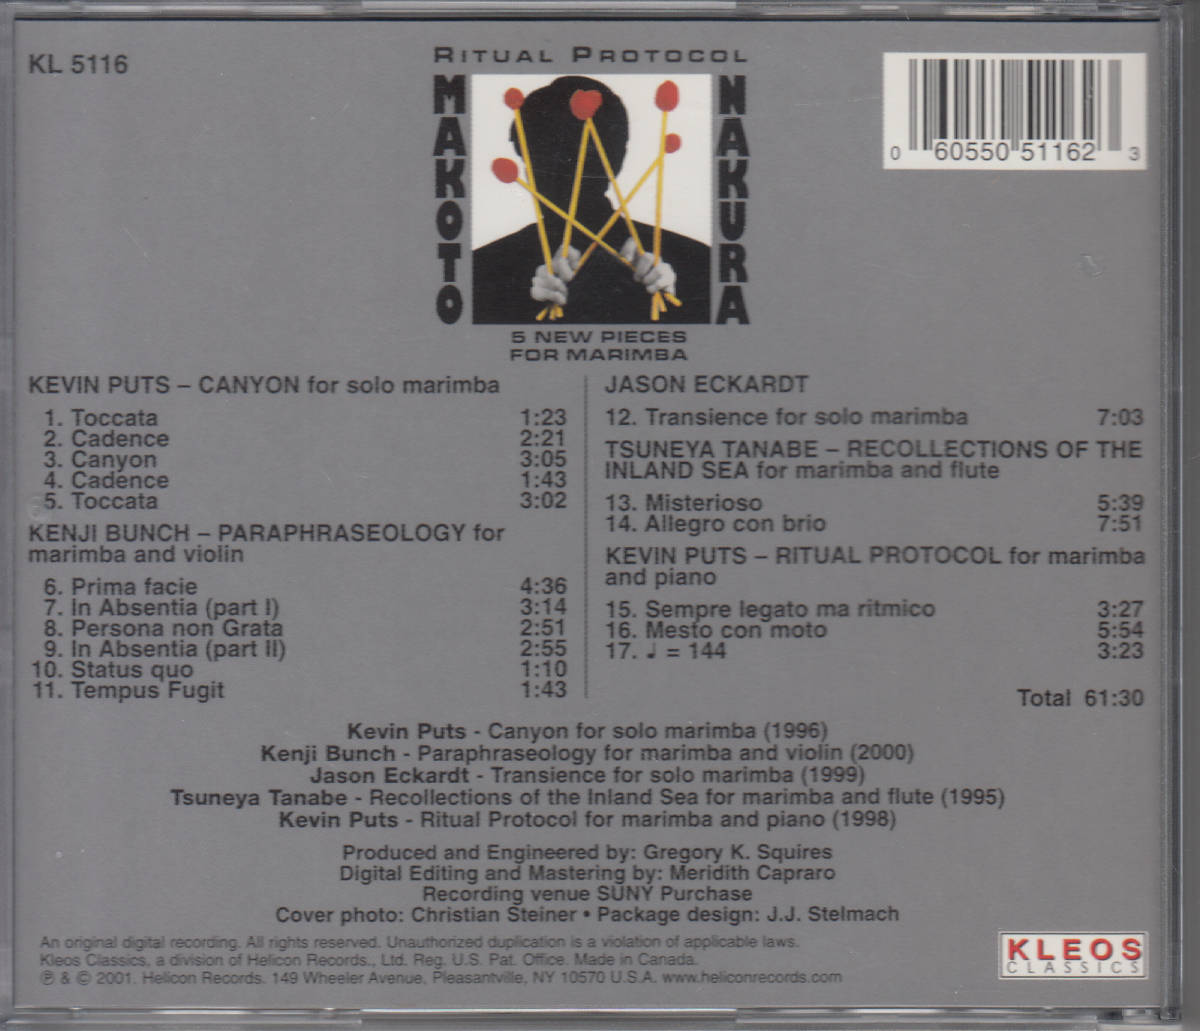 KL 5116
RITUAL PROTOCOL
MAKOTO
NAKURA
5 NEW PIECES
FOR MARIMBA
0 60550 51162 3
KEVIN PUTS – CANYON for solo marimba
1. Toccata 1:23
2. Cadence 2:21
3. Canyon 3:05
4. Cadence 1:43
5. Toccata 3:02
KENJI BUNCH – PARAPHRASEOLOGY for
marimba and violin
6. Prima facie 4:36
7. In Absentia (part I) 3:14
8. Persona non Grata 2:51
9. In Absentia (part II) 2:55
10. Status quo 1:10
11. Tempus Fugit 1:43
JASON ECKARDT
12. Transience for solo marimba 7:03
TSUNEYA TANABE – RECOLLECTIONS OF THE
INLAND SEA for marimba and flute
13. Misterioso 5:39
14. Allegro con brio 7:51
KEVIN PUTS – RITUAL PROTOCOL for marimba
and piano
15. Sempre legato ma ritmico 3:27
16. Mesto con moto 5:54
17. ♩ = 144 3:23
Total 61:30
Kevin Puts - Canyon for solo marimba (1996)
Kenji Bunch - Paraphraseology for marimba and violin (2000)
Jason Eckardt - Transience for solo marimba (1999)
Tsuneya Tanabe - Recollections of the Inland Sea for marimba and flute (1995)
Kevin Puts - Ritual Protocol for marimba and piano (1998)
Produced and Engineered by: Gregory K. Squires
Digital Editing and Mastering by: Meridith Capraro
Recording venue SUNY Purchase
Cover photo: Christian Steiner • Package design: J.J. Stelmach
An original digital recording. All rights reserved. Unauthorized duplication is a violation of applicable laws.
Kleos Classics, a division of Helicon Records., Ltd. Reg. U.S. Pat. Office. Made in Canada.
℗ & © 2001. Helicon Records. 149 Wheeler Avenue, Pleasantville, NY 10570 U.S.A. www.heliconrecords.com
KLEOS
CLASSICS